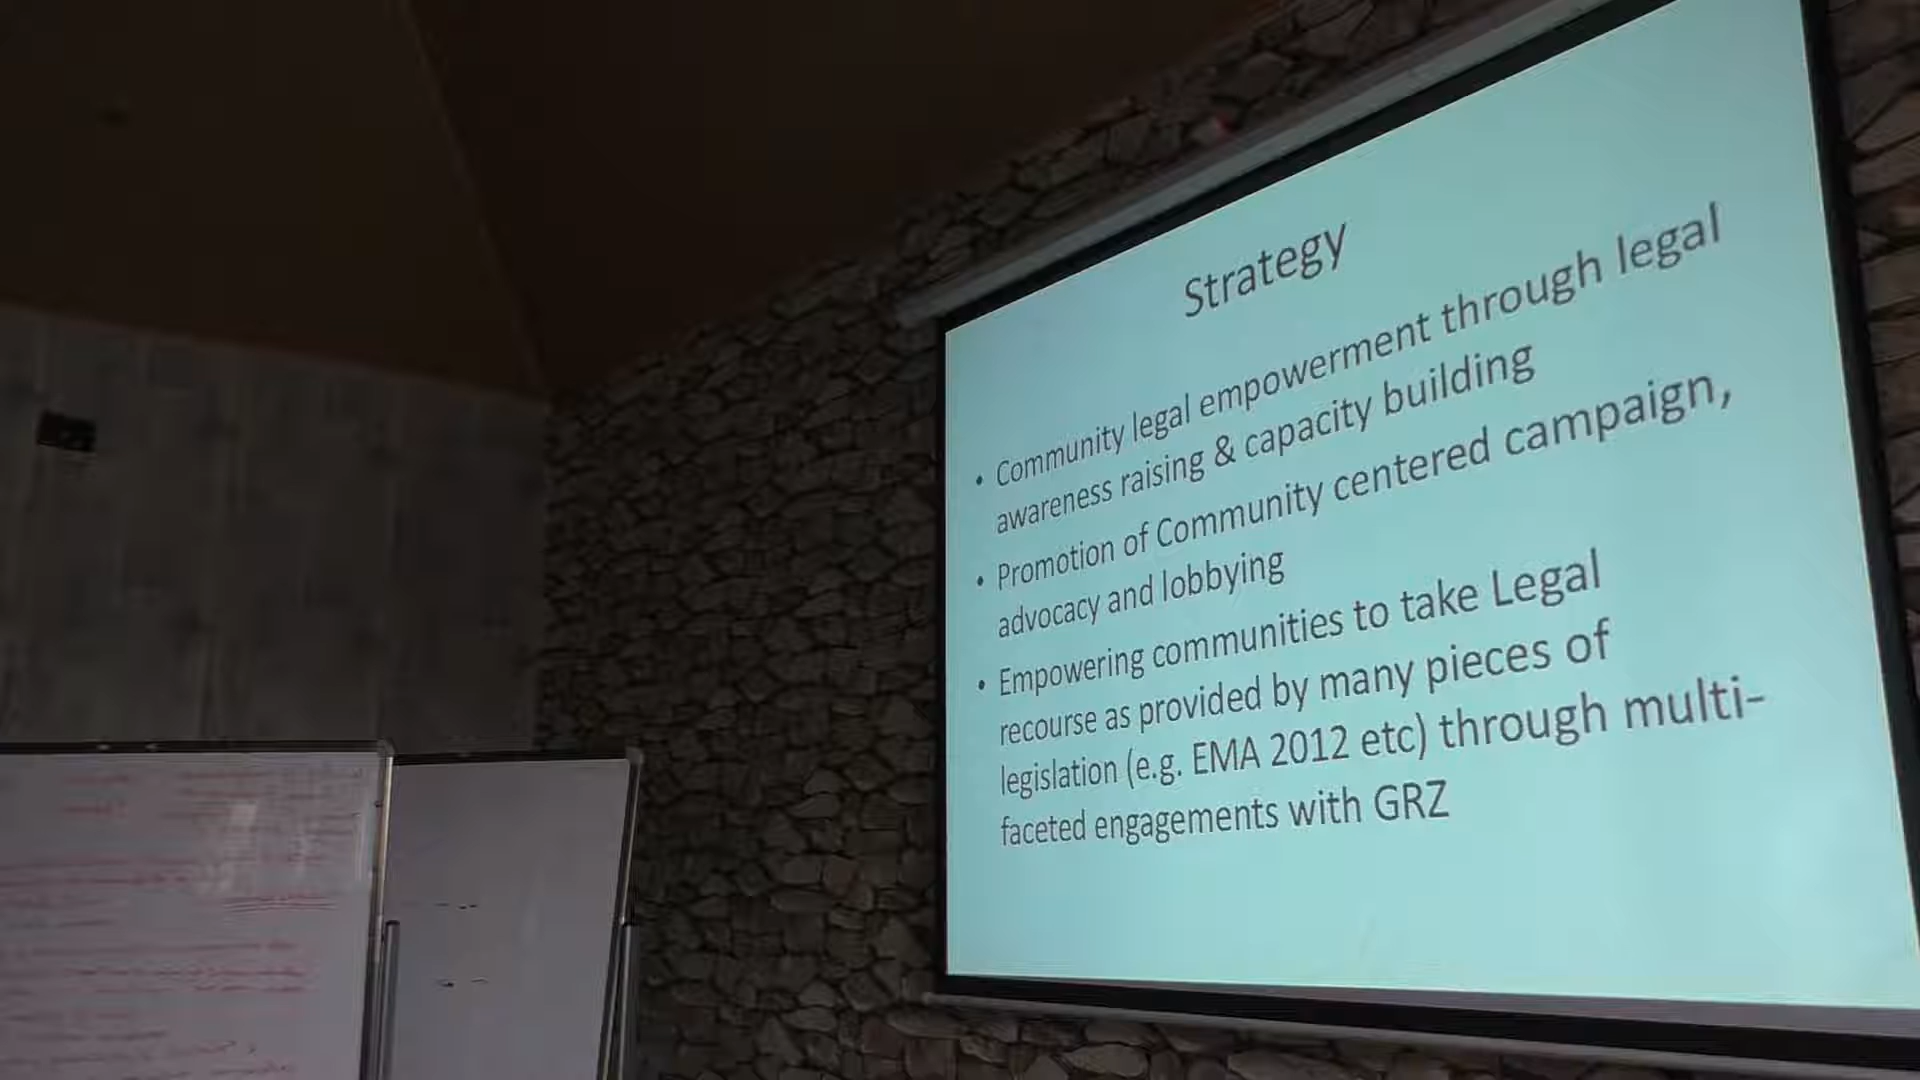 Strategy
• Community legal empowerment through legal
awareness raising & capacity building
• Promotion of Community centered campaign,
advocacy and lobbying
• Empowering communities to take Legal
recourse as provided by many pieces of
legislation (e.g. EMA 2012 etc) through multi-
faceted engagements with GRZ